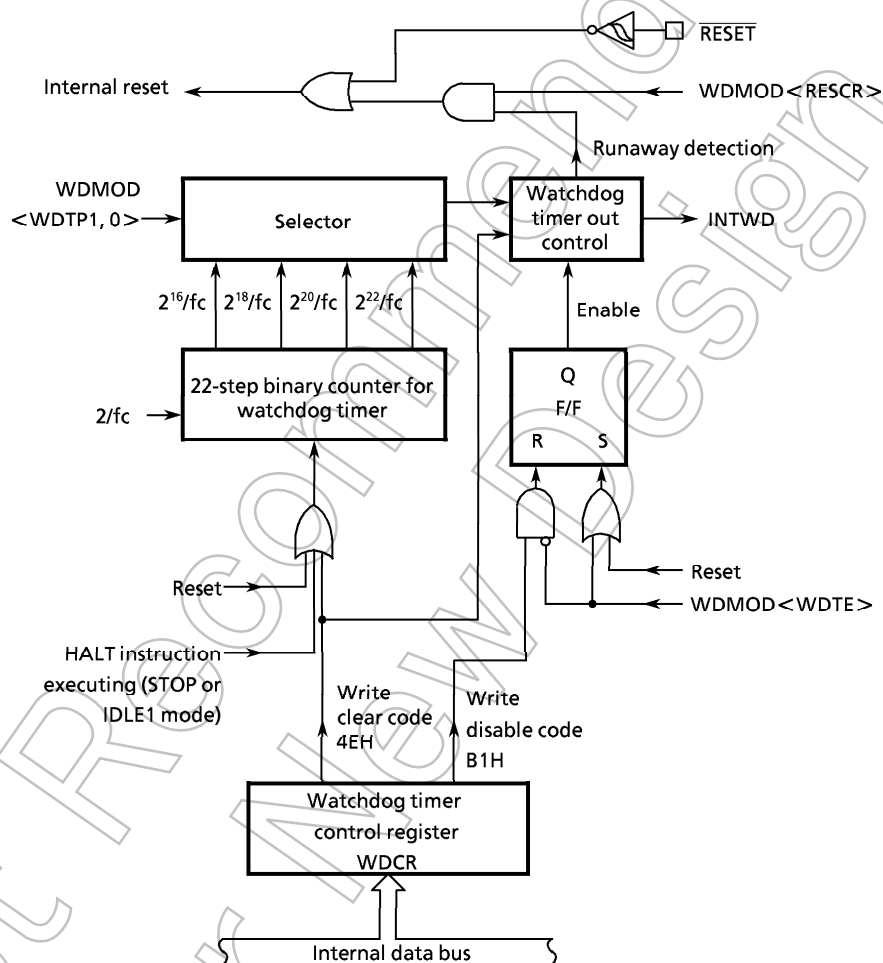 RESET
Internal reset
WDMOD<RESCR>
Runaway detection
WDMOD
<WDTP1, 0>
Selector
Watchdog
timer out
control
INTWD
2¹⁶/fc 2¹⁸/fc 2²⁰/fc 2²²/fc
Enable
2/fc
22-step binary counter for
watchdog timer
Q
F/F
R S
Reset
Reset
WDMOD<WDTE>
HALT instruction
executing (STOP or
IDLE1 mode)
Write
clear code
4EH
Write
disable code
B1H
Watchdog timer
control register
WDCR
Internal data bus
Recommend
New Design